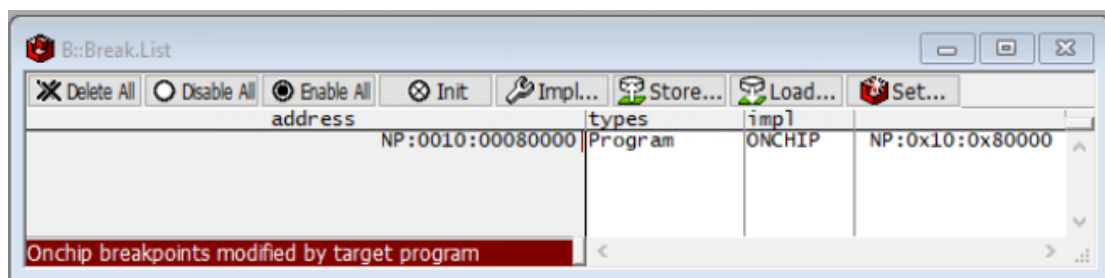 B::Break.List
Delete All Disable All Enable All Init Impl... Store... Load... Set...
address types impl
NP:0010:00080000 Program ONCHIP NP:0x10:0x80000
Onchip breakpoints modified by target program